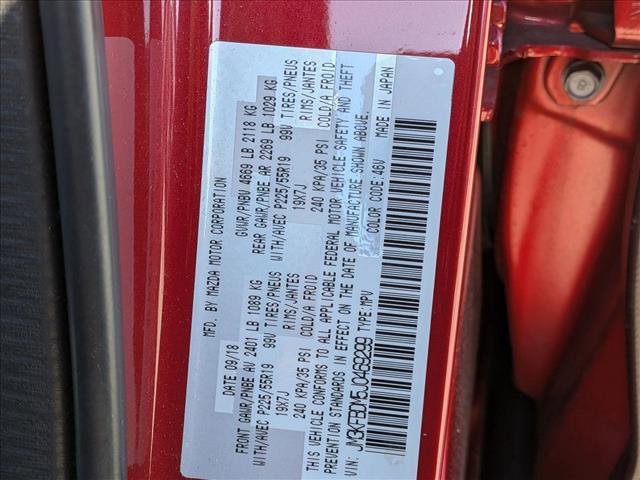 MFD. BY MAZDA MOTOR CORPORATION
DATE 09/18 GVWR/PNBV 4669 LB 2118 KG
FRONT GAWR/PNBE AV 2401 LB 1089 KG REAR GAWR/PNBE AR 2269 LB 1029 KG
WITH/AVEC P225/55R19 99V TIRES/PNEUS WITH/AVEC P225/55R19 99V TIRES/PNEUS
19X7J RIMS/JANTES 19X7J RIMS/JANTES
240 KPA/35 PSI COLD/A FROID 240 KPA/35 PSI COLD/A FROID
THIS VEHICLE CONFORMS TO ALL APPLICABLE FEDERAL MOTOR VEHICLE SAFETY AND THEFT
PREVENTION STANDARDS IN EFFECT ON THE DATE OF MANUFACTURE SHOWN ABOVE.
VIN: JM3KFBDM5J0469299 TYPE:MPV COLOR CODE:46V MADE IN JAPAN